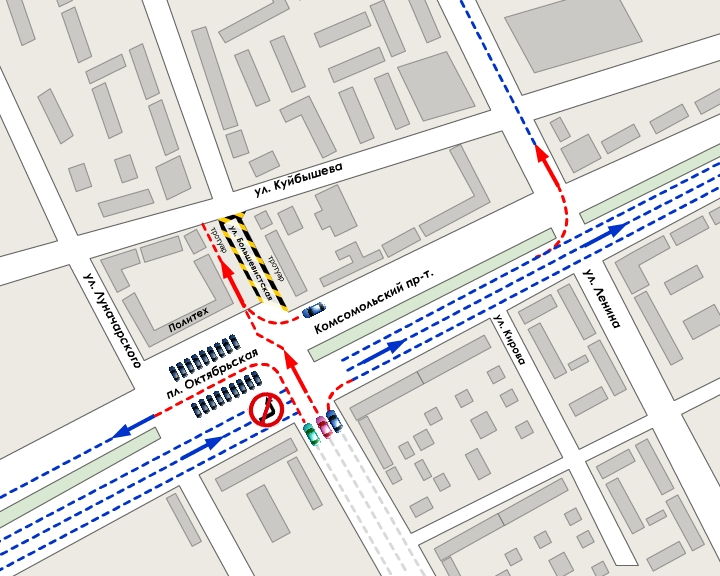 ул. Куйбышева
тротуар
ул. Большевистская
тротуар
ул. Луначарского
Политех
Комсомольский пр-т.
ул. Ленина
ул. Кирова
пл. Октябрьская